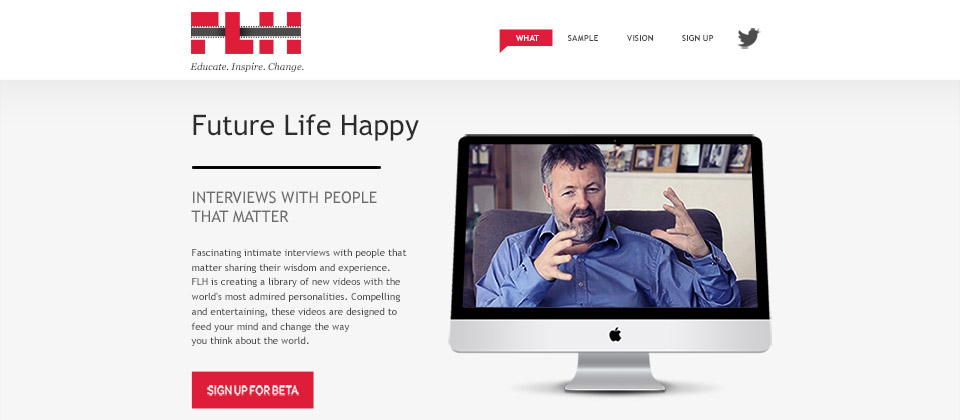 FLH
Educate. Inspire. Change.
WHAT SAMPLE VISION SIGN UP
Future Life Happy
INTERVIEWS WITH PEOPLE
THAT MATTER
Fascinating intimate interviews with people that
matter sharing their wisdom and experience.
FLH is creating a library of new videos with the
world's most admired personalities. Compelling
and entertaining, these videos are designed to
feed your mind and change the way
you think about the world.
SIGN UP FOR BETA